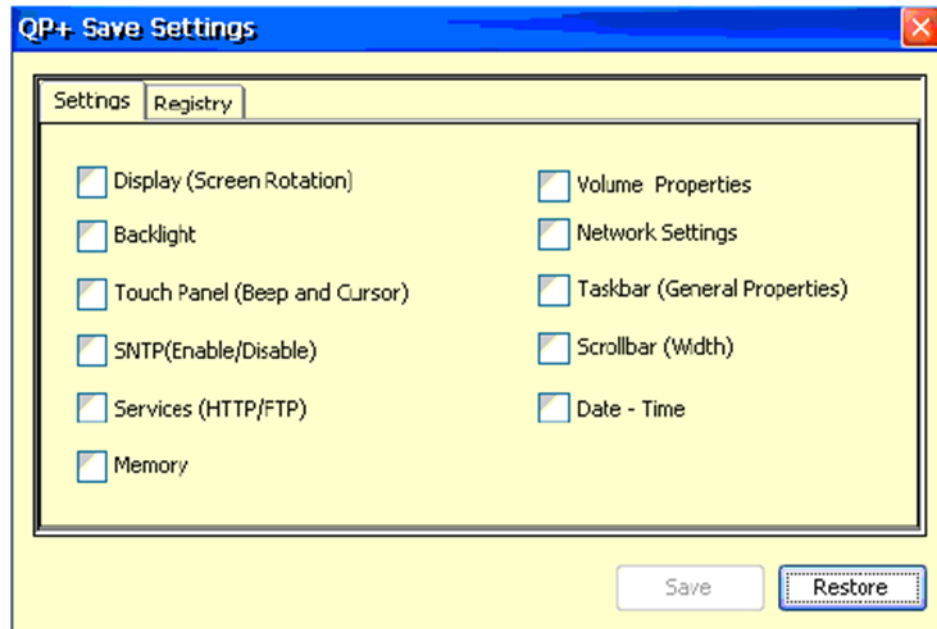 QP+ Save Settings
Settings
Registry
Display (Screen Rotation)
Backlight
Touch Panel (Beep and Cursor)
SNTP(Enable/Disable)
Services (HTTP/FTP)
Memory
Volume Properties
Network Settings
Taskbar (General Properties)
Scrollbar (Width)
Date - Time
Save
Restore